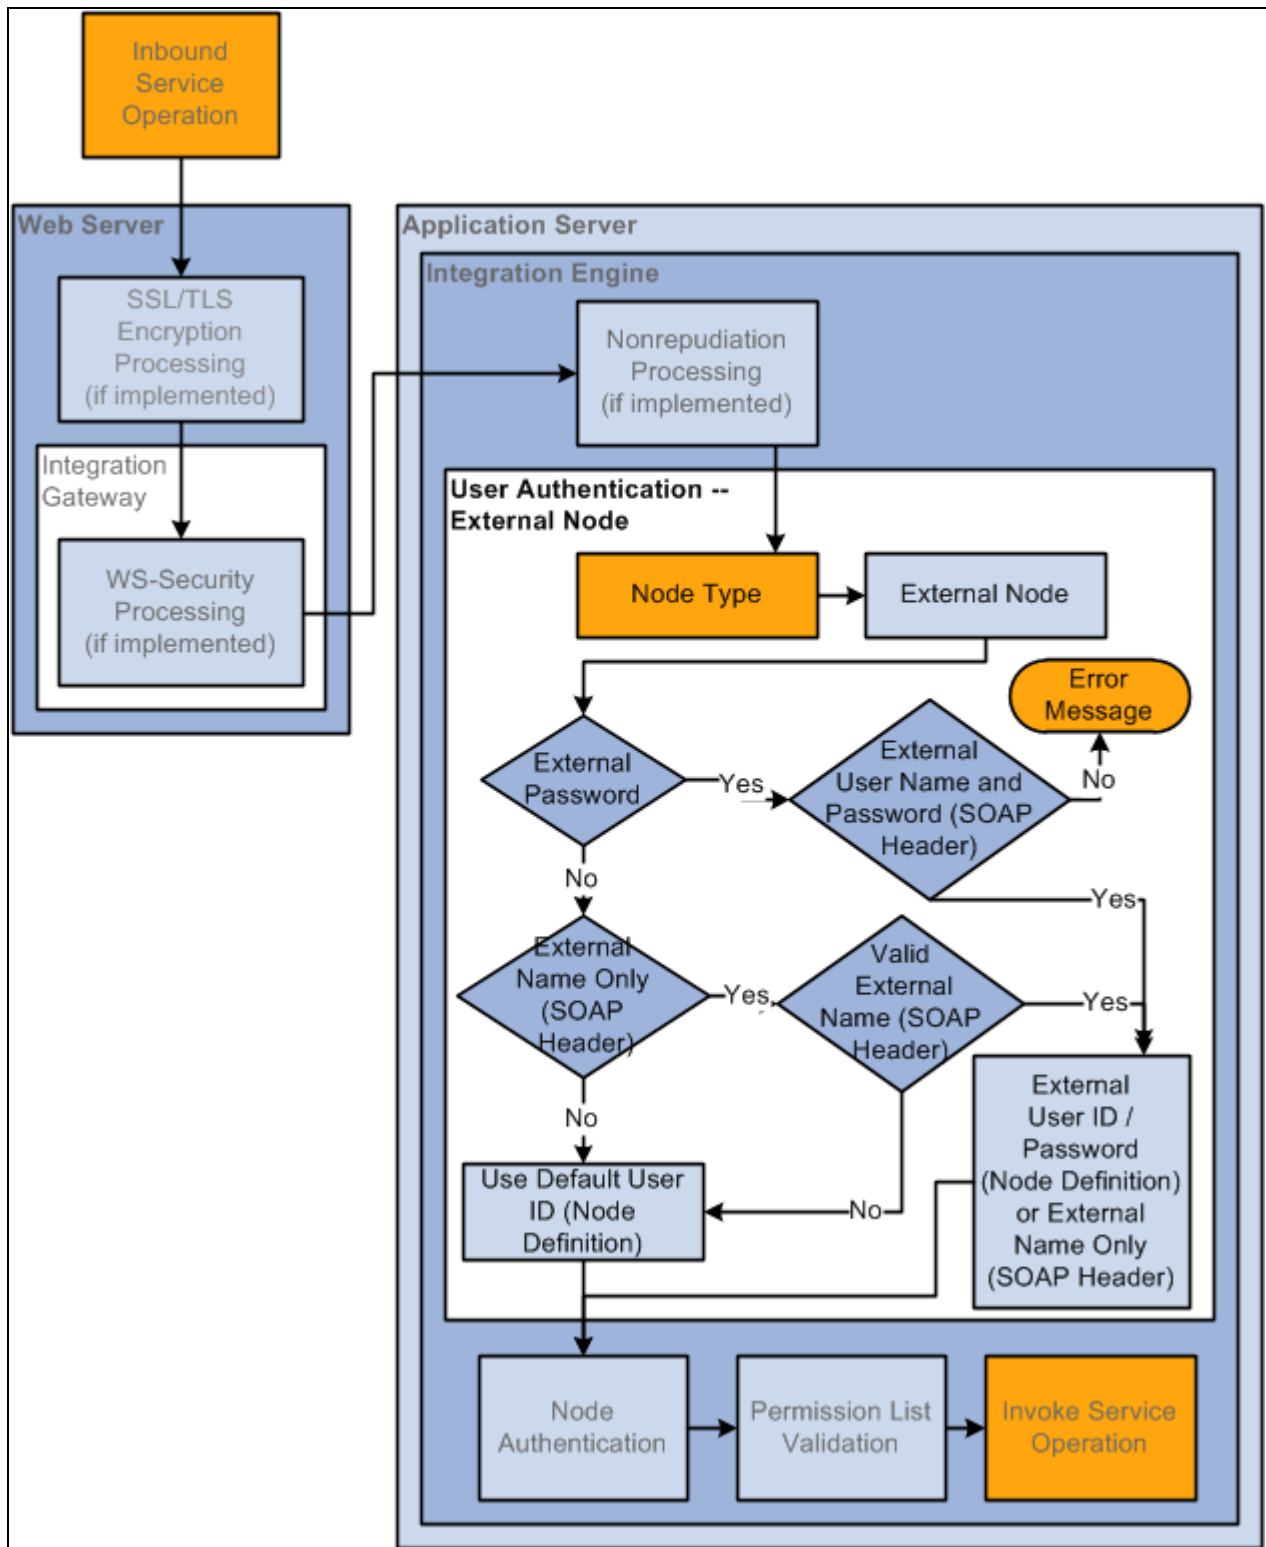 Inbound
Service
Operation
Web Server
SSL/TLS
Encryption
Processing
(if implemented)
Integration
Gateway
WS-Security
Processing
(if implemented)
Application Server
Integration Engine
Nonrepudiation
Processing
(if implemented)
User Authentication --
External Node
Node Type
External Node
Error
Message
External
Password
Yes
External
User Name and
Password (SOAP
Header)
No
No
Yes
External
Name Only
(SOAP
Header)
Yes
Valid
External
Name (SOAP
Header)
Yes
No
External
User ID /
Password
(Node Definition)
or External
Name Only
(SOAP Header)
Use Default User
ID (Node
Definition)
No
Node
Authentication
Permission List
Validation
Invoke Service
Operation